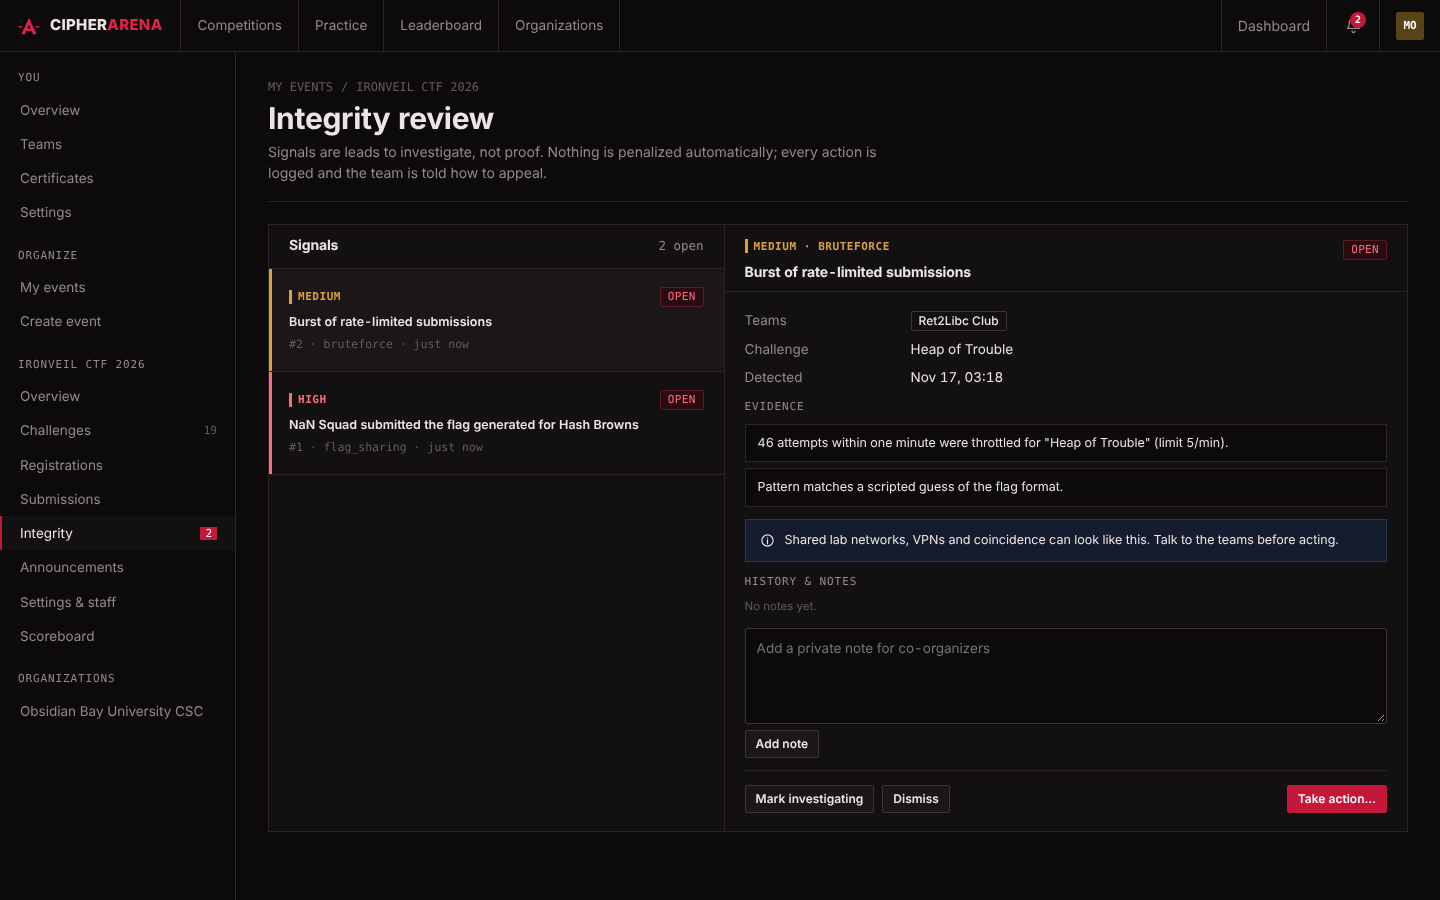 CIPHERARENA
Competitions
Practice
Leaderboard
Organizations
Dashboard
2
MO
YOU
Overview
Teams
Certificates
Settings
ORGANIZE
My events
Create event
IRONVEIL CTF 2026
Overview
Challenges 19
Registrations
Submissions
Integrity 2
Announcements
Settings & staff
Scoreboard
ORGANIZATIONS
Obsidian Bay University CSC
MY EVENTS / IRONVEIL CTF 2026
Integrity review
Signals are leads to investigate, not proof. Nothing is penalized automatically; every action is
logged and the team is told how to appeal.
Signals 2 open
MEDIUM OPEN
Burst of rate-limited submissions
#2 · bruteforce · just now
HIGH OPEN
NaN Squad submitted the flag generated for Hash Browns
#1 · flag_sharing · just now
MEDIUM · BRUTEFORCE OPEN
Burst of rate-limited submissions
Teams Ret2Libc Club
Challenge Heap of Trouble
Detected Nov 17, 03:18
EVIDENCE
46 attempts within one minute were throttled for "Heap of Trouble" (limit 5/min).
Pattern matches a scripted guess of the flag format.
Shared lab networks, VPNs and coincidence can look like this. Talk to the teams before acting.
HISTORY & NOTES
No notes yet.
Add a private note for co-organizers
Add note
Mark investigating
Dismiss
Take action...